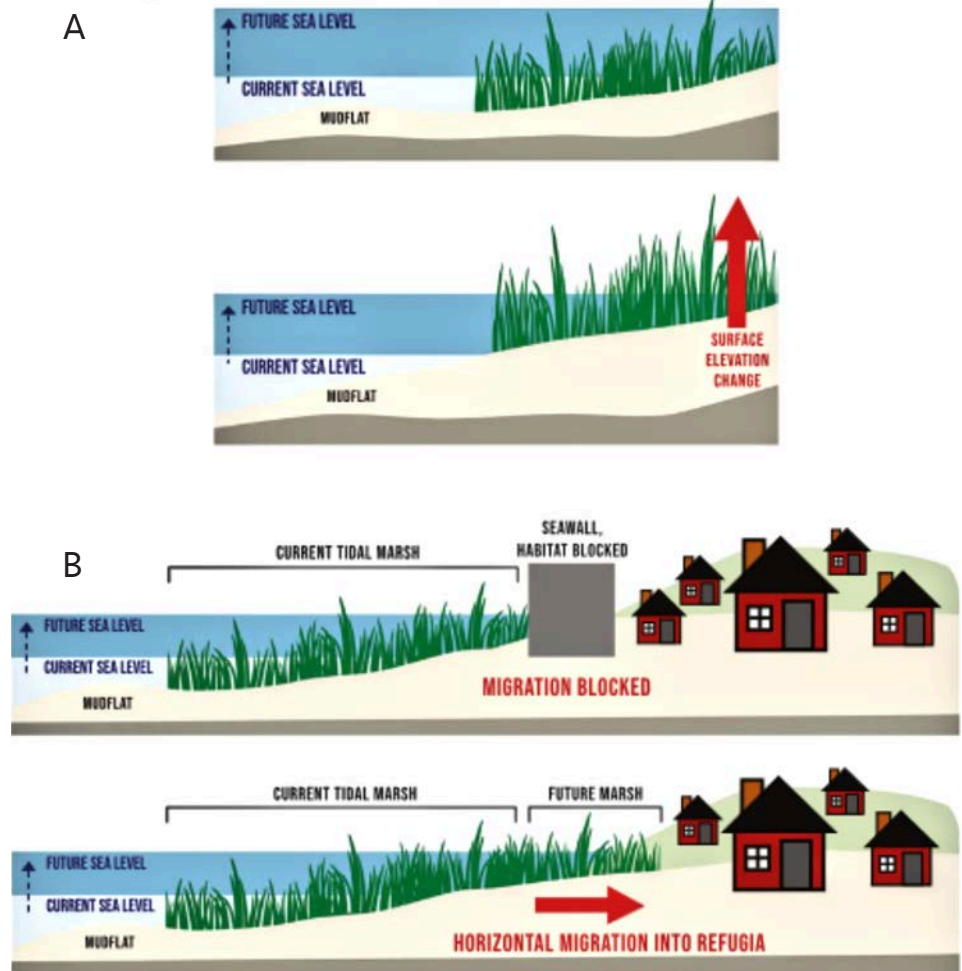 A
FUTURE SEA LEVEL
CURRENT SEA LEVEL
MUDFLAT
FUTURE SEA LEVEL
CURRENT SEA LEVEL
MUDFLAT
SURFACE
ELEVATION
CHANGE
B
SEAWALL,
HABITAT BLOCKED
CURRENT TIDAL MARSH
FUTURE SEA LEVEL
CURRENT SEA LEVEL
MUDFLAT
MIGRATION BLOCKED
CURRENT TIDAL MARSH
FUTURE MARSH
FUTURE SEA LEVEL
CURRENT SEA LEVEL
MUDFLAT
HORIZONTAL MIGRATION INTO REFUGIA